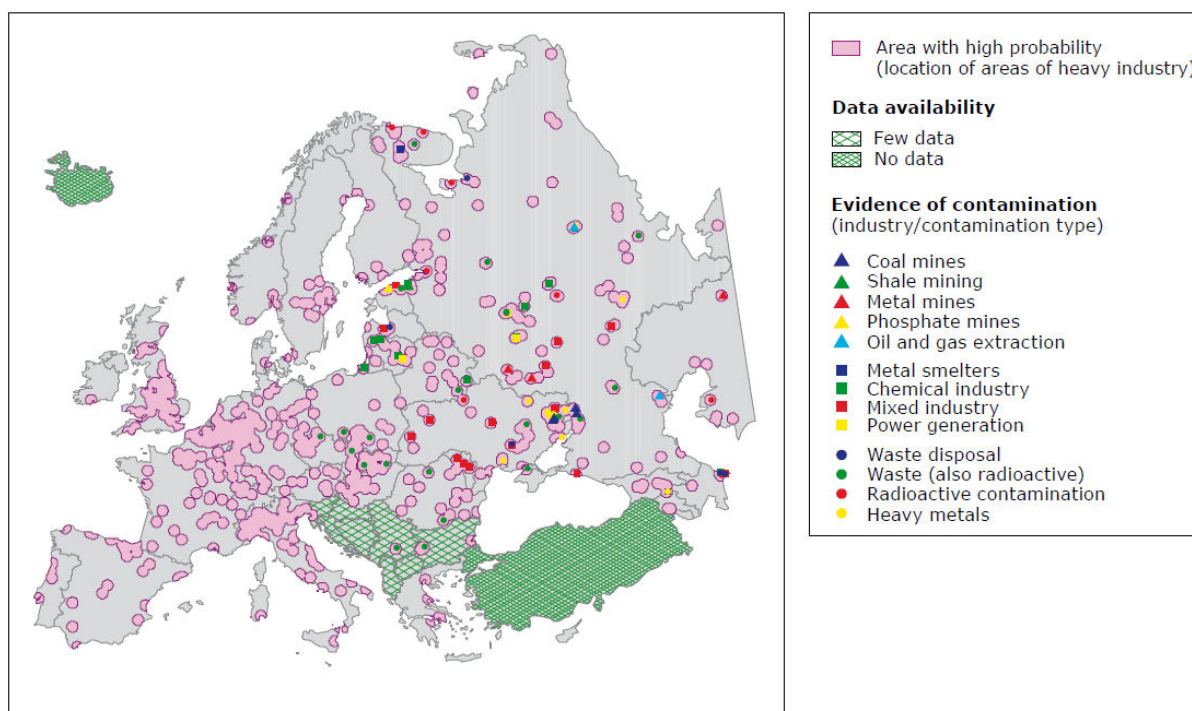 Area with high probability
(location of areas of heavy industry)
Data availability
Few data
No data
Evidence of contamination
(industry/contamination type)
Coal mines
Shale mining
Metal mines
Phosphate mines
Oil and gas extraction
Metal smelters
Chemical industry
Mixed industry
Power generation
Waste disposal
Waste (also radioactive)
Radioactive contamination
Heavy metals